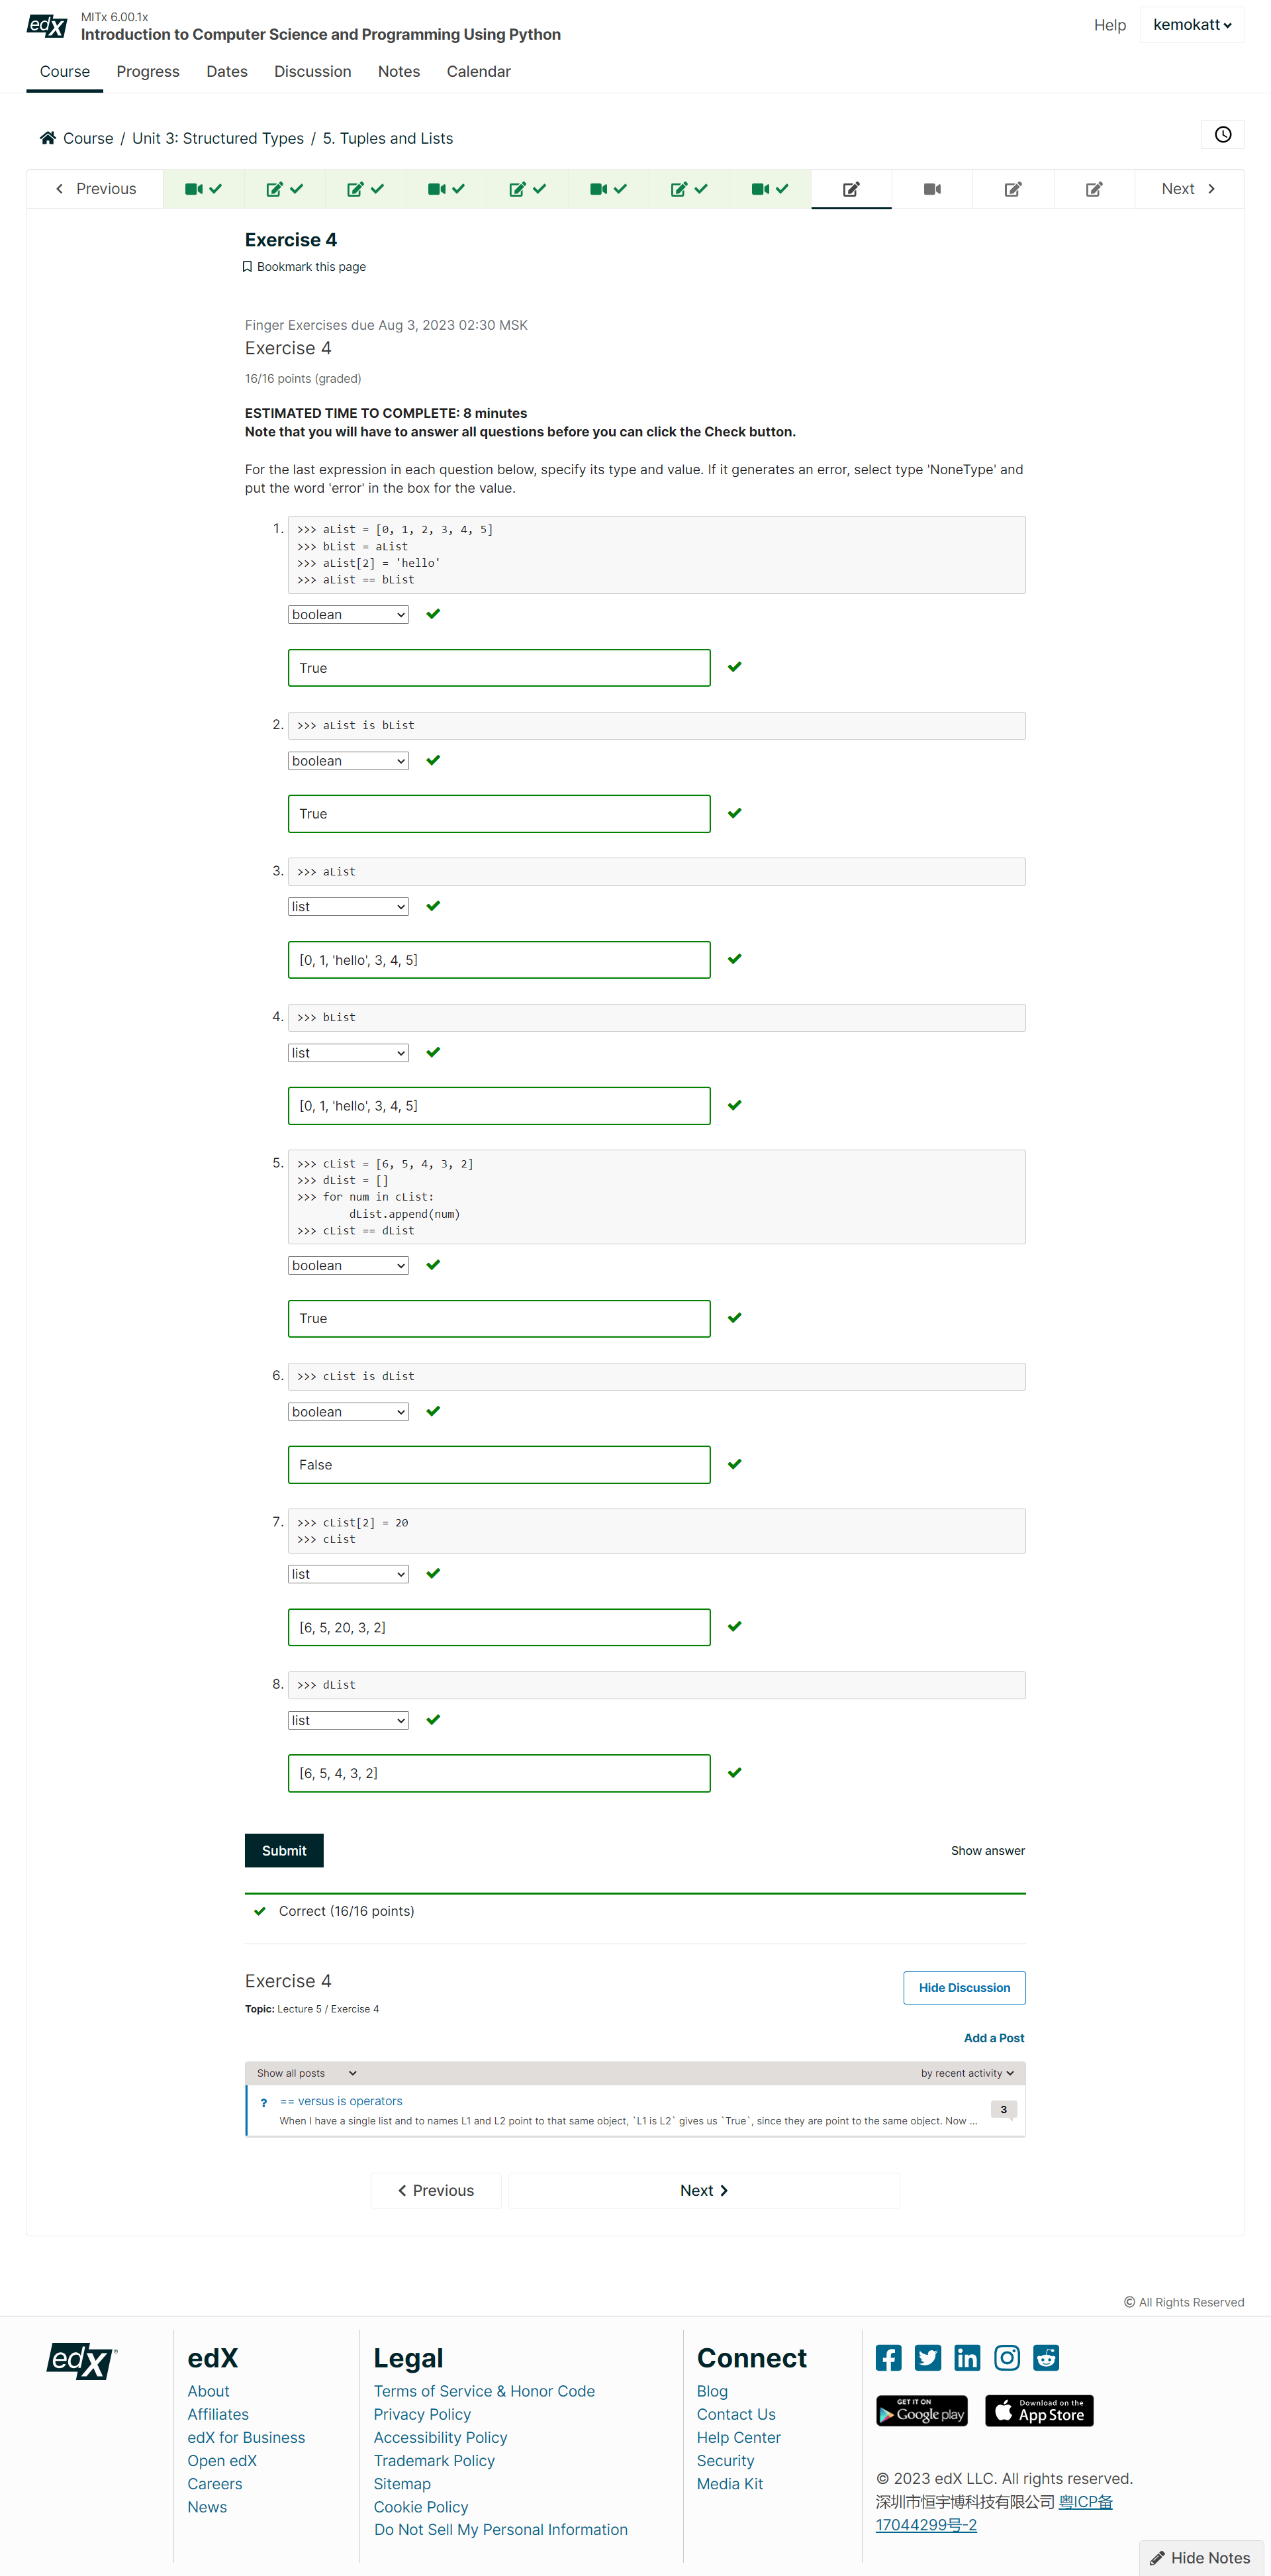 edX
MITx 6.00.1x
Introduction to Computer Science and Programming Using Python
Help
kemokatt
Course
Progress
Dates
Discussion
Notes
Calendar
Course / Unit 3: Structured Types / 5. Tuples and Lists
Previous
Next
Exercise 4
Bookmark this page
Finger Exercises due Aug 3, 2023 02:30 MSK
Exercise 4
16/16 points (graded)
ESTIMATED TIME TO COMPLETE: 8 minutes
Note that you will have to answer all questions before you can click the Check button.
For the last expression in each question below, specify its type and value. If it generates an error, select type 'NoneType' and
put the word 'error' in the box for the value.
1. >>> aList = [0, 1, 2, 3, 4, 5]
>>> bList = aList
>>> aList[2] = 'hello'
>>> aList == bList
boolean
True
2. >>> aList is bList
boolean
True
3. >>> aList
list
[0, 1, 'hello', 3, 4, 5]
4. >>> bList
list
[0, 1, 'hello', 3, 4, 5]
5. >>> cList = [6, 5, 4, 3, 2]
>>> dList = []
>>> for num in cList:
dList.append(num)
>>> cList == dList
boolean
True
6. >>> cList is dList
boolean
False
7. >>> cList[2] = 20
>>> cList
list
[6, 5, 20, 3, 2]
8. >>> dList
list
[6, 5, 4, 3, 2]
Submit
Show answer
Correct (16/16 points)
Exercise 4
Hide Discussion
Topic: Lecture 5 / Exercise 4
Add a Post
Show all posts
by recent activity
? == versus is operators
When I have a single list and to names L1 and L2 point to that same object, `L1 is L2` gives us `True`, since they are point to the same object. Now ...
3
Previous
Next
© All Rights Reserved
edX
edX
About
Affiliates
edX for Business
Open edX
Careers
News
Legal
Terms of Service & Honor Code
Privacy Policy
Accessibility Policy
Trademark Policy
Sitemap
Cookie Policy
Do Not Sell My Personal Information
Connect
Blog
Contact Us
Help Center
Security
Media Kit
GET IT ON
Google play
Download on the
App Store
© 2023 edX LLC. All rights reserved.
深圳市恒宇博科技有限公司 粤ICP备
17044299号-2
Hide Notes